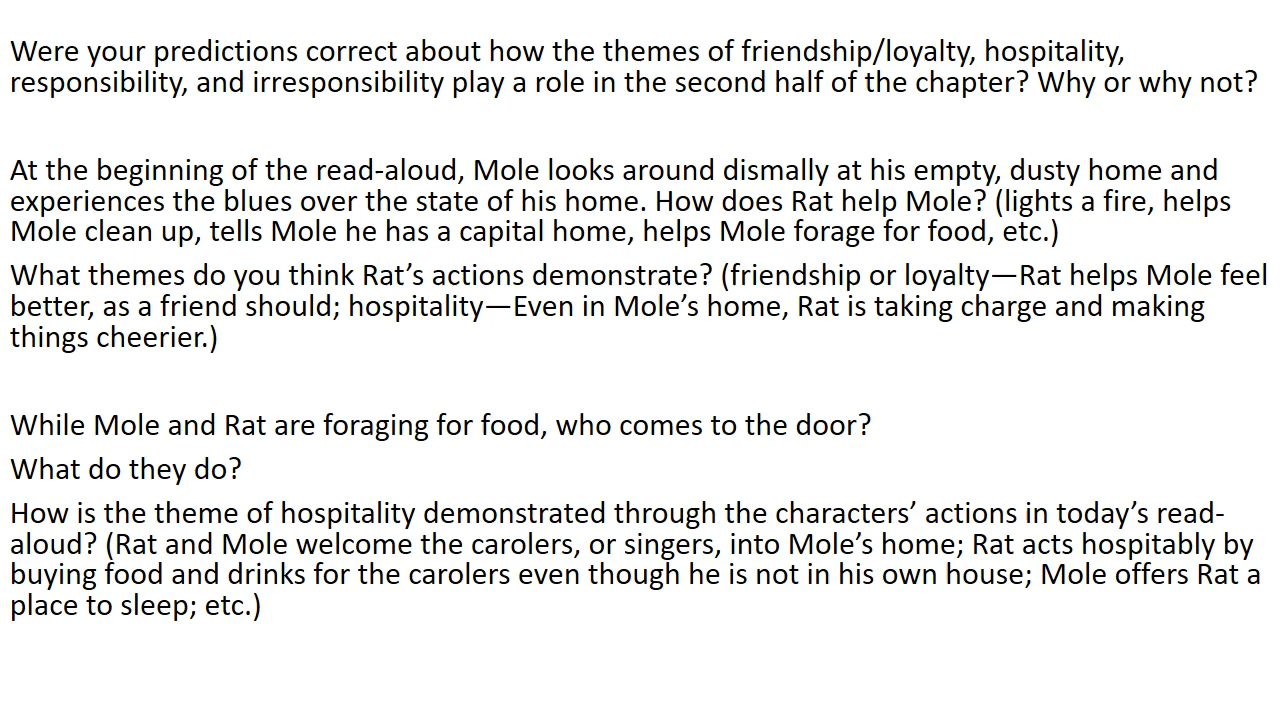 Were your predictions correct about how the themes of friendship/loyalty, hospitality,
responsibility, and irresponsibility play a role in the second half of the chapter? Why or why not?
At the beginning of the read-aloud, Mole looks around dismally at his empty, dusty home and
experiences the blues over the state of his home. How does Rat help Mole? (lights a fire, helps
Mole clean up, tells Mole he has a capital home, helps Mole forage for food, etc.)
What themes do you think Rat’s actions demonstrate? (friendship or loyalty—Rat helps Mole feel
better, as a friend should; hospitality—Even in Mole’s home, Rat is taking charge and making
things cheerier.)
While Mole and Rat are foraging for food, who comes to the door?
What do they do?
How is the theme of hospitality demonstrated through the characters’ actions in today’s read-
aloud? (Rat and Mole welcome the carolers, or singers, into Mole’s home; Rat acts hospitably by
buying food and drinks for the carolers even though he is not in his own house; Mole offers Rat a
place to sleep; etc.)